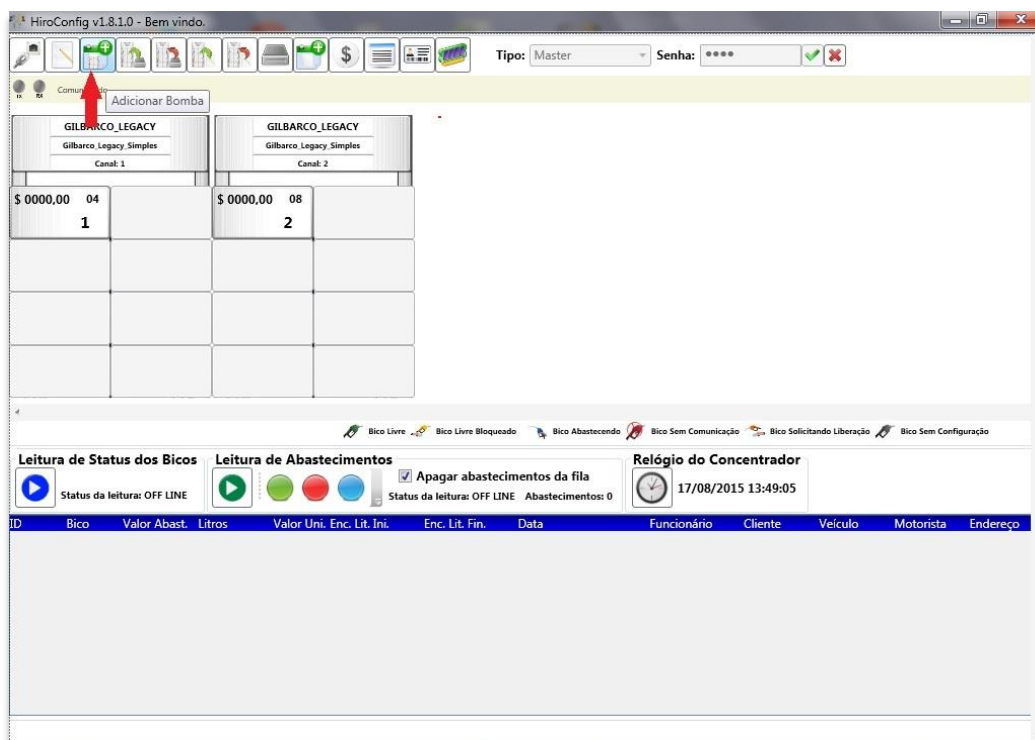 HiroConfig v1.8.1.0 - Bem vindo.
$
Tipo: Master Senha: ••••
TX RX
Adicionar Bomba
GILBARCO_LEGACY GILBARCO_LEGACY
Gilbarco_Legacy_Simples Gilbarco_Legacy_Simples
Canal: 1 Canal: 2
$ 0000,00 04 $ 0000,00 08
1 2
Bico Livre Bico Livre Bloqueado Bico Abastecendo Bico Sem Comunicação Bico Solicitando Liberação Bico Sem Configuração
Leitura de Status dos Bicos Leitura de Abastecimentos Relógio do Concentrador
Apagar abastecimentos da fila
Status da leitura: OFF LINE Status da leitura: OFF LINE Abastecimentos: 0 17/08/2015 13:49:05
ID Bico Valor Abast. Litros Valor Uni. Enc. Lit. Ini. Enc. Lit. Fin. Data Funcionário Cliente Veículo Motorista Endereço